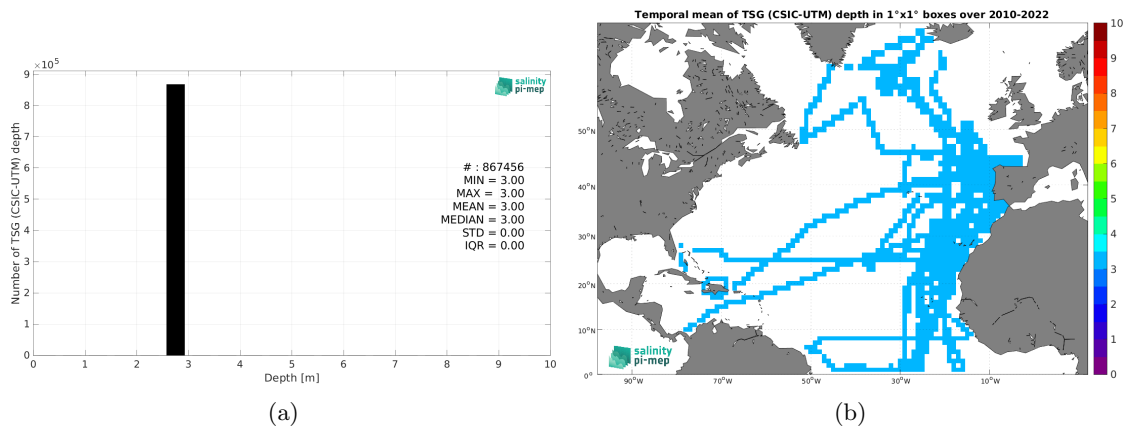 Number of TSG (CSIC-UTM) depth
×10⁵
9
8
7
6
5
4
3
2
1
0
salinity
pi-mep
# : 867456
MIN = 3.00
MAX = 3.00
MEAN = 3.00
MEDIAN = 3.00
STD = 0.00
IQR = 0.00
0 1 2 3 4 5 6 7 8 9 10
Depth [m]
(a)
Temporal mean of TSG (CSIC-UTM) depth in 1°x1° boxes over 2010-2022
50°N
40°N
30°N
20°N
10°N
0°
90°W 70°W 50°W 30°W 10°W
salinity
pi-mep
10
9
8
7
6
5
4
3
2
1
0
(b)